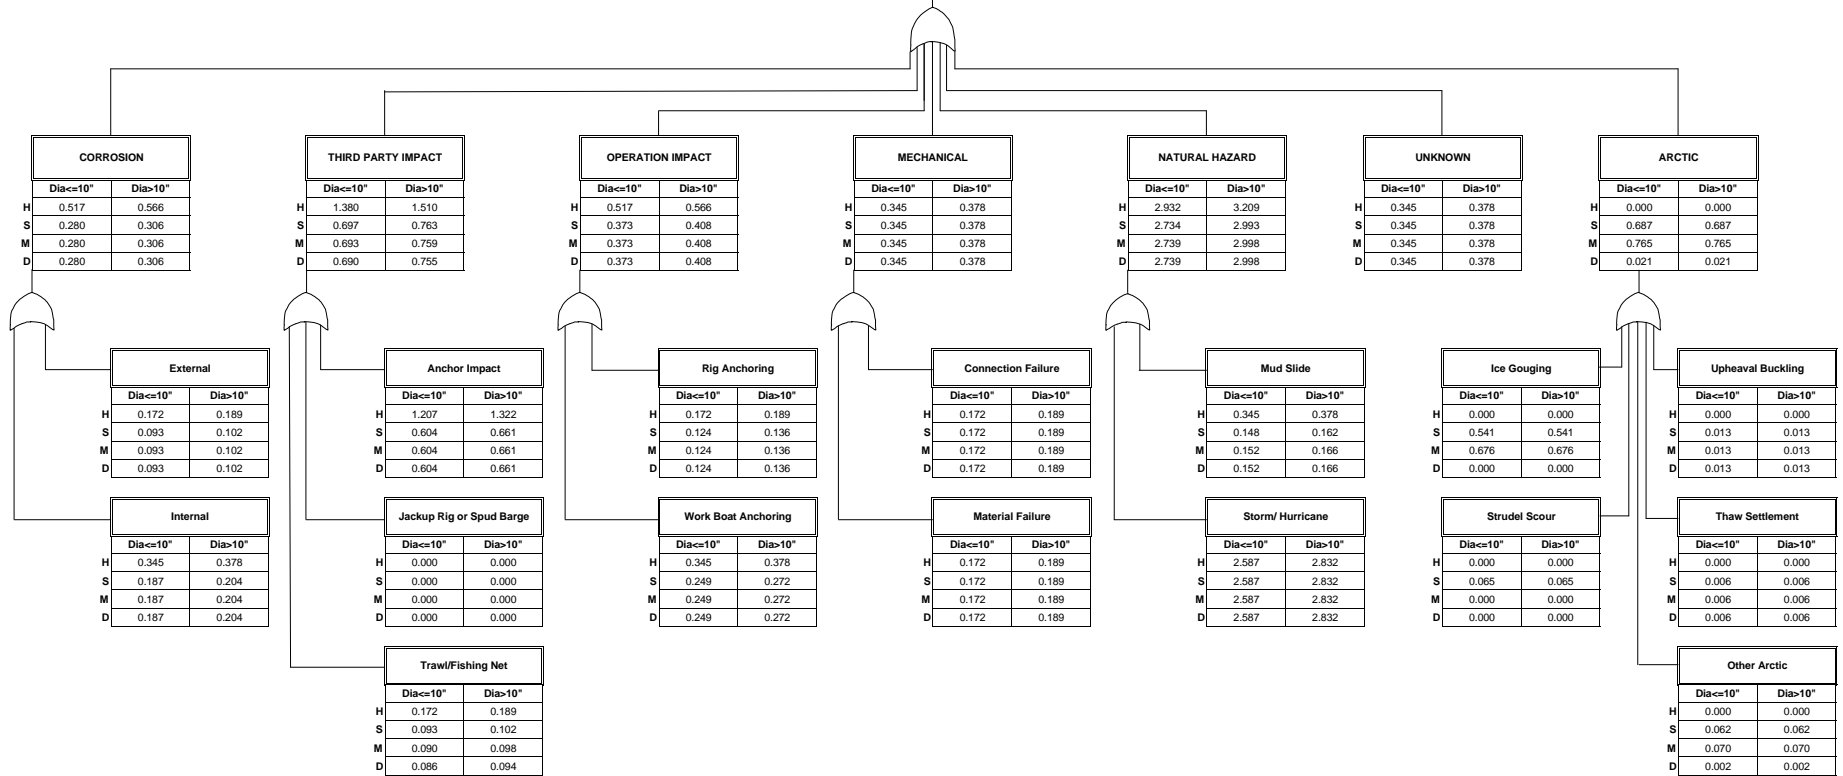 CORROSION
Dia<=10" Dia>10"
H 0.517 0.566
S 0.280 0.306
M 0.280 0.306
D 0.280 0.306
External
Dia<=10" Dia>10"
H 0.172 0.189
S 0.093 0.102
M 0.093 0.102
D 0.093 0.102
Internal
Dia<=10" Dia>10"
H 0.345 0.378
S 0.187 0.204
M 0.187 0.204
D 0.187 0.204
THIRD PARTY IMPACT
Dia<=10" Dia>10"
H 1.380 1.510
S 0.697 0.763
M 0.693 0.759
D 0.690 0.755
Anchor Impact
Dia<=10" Dia>10"
H 1.207 1.322
S 0.604 0.661
M 0.604 0.661
D 0.604 0.661
Jackup Rig or Spud Barge
Dia<=10" Dia>10"
H 0.000 0.000
S 0.000 0.000
M 0.000 0.000
D 0.000 0.000
Trawl/Fishing Net
Dia<=10" Dia>10"
H 0.172 0.189
S 0.093 0.102
M 0.090 0.098
D 0.086 0.094
OPERATION IMPACT
Dia<=10" Dia>10"
H 0.517 0.566
S 0.373 0.408
M 0.373 0.408
D 0.373 0.408
Rig Anchoring
Dia<=10" Dia>10"
H 0.172 0.189
S 0.124 0.136
M 0.124 0.136
D 0.124 0.136
Work Boat Anchoring
Dia<=10" Dia>10"
H 0.345 0.378
S 0.249 0.272
M 0.249 0.272
D 0.249 0.272
MECHANICAL
Dia<=10" Dia>10"
H 0.345 0.378
S 0.345 0.378
M 0.345 0.378
D 0.345 0.378
Connection Failure
Dia<=10" Dia>10"
H 0.172 0.189
S 0.172 0.189
M 0.172 0.189
D 0.172 0.189
Material Failure
Dia<=10" Dia>10"
H 0.172 0.189
S 0.172 0.189
M 0.172 0.189
D 0.172 0.189
NATURAL HAZARD
Dia<=10" Dia>10"
H 2.932 3.209
S 2.734 2.993
M 2.739 2.998
D 2.739 2.998
Mud Slide
Dia<=10" Dia>10"
H 0.345 0.378
S 0.148 0.162
M 0.152 0.166
D 0.152 0.166
Storm/ Hurricane
Dia<=10" Dia>10"
H 2.587 2.832
S 2.587 2.832
M 2.587 2.832
D 2.587 2.832
UNKNOWN
Dia<=10" Dia>10"
H 0.345 0.378
S 0.345 0.378
M 0.345 0.378
D 0.345 0.378
ARCTIC
Dia<=10" Dia>10"
H 0.000 0.000
S 0.687 0.687
M 0.765 0.765
D 0.021 0.021
Ice Gouging
Dia<=10" Dia>10"
H 0.000 0.000
S 0.541 0.541
M 0.676 0.676
D 0.000 0.000
Strudel Scour
Dia<=10" Dia>10"
H 0.000 0.000
S 0.065 0.065
M 0.000 0.000
D 0.000 0.000
Upheaval Buckling
Dia<=10" Dia>10"
H 0.000 0.000
S 0.013 0.013
M 0.013 0.013
D 0.013 0.013
Thaw Settlement
Dia<=10" Dia>10"
H 0.000 0.000
S 0.006 0.006
M 0.006 0.006
D 0.006 0.006
Other Arctic
Dia<=10" Dia>10"
H 0.000 0.000
S 0.062 0.062
M 0.070 0.070
D 0.002 0.002